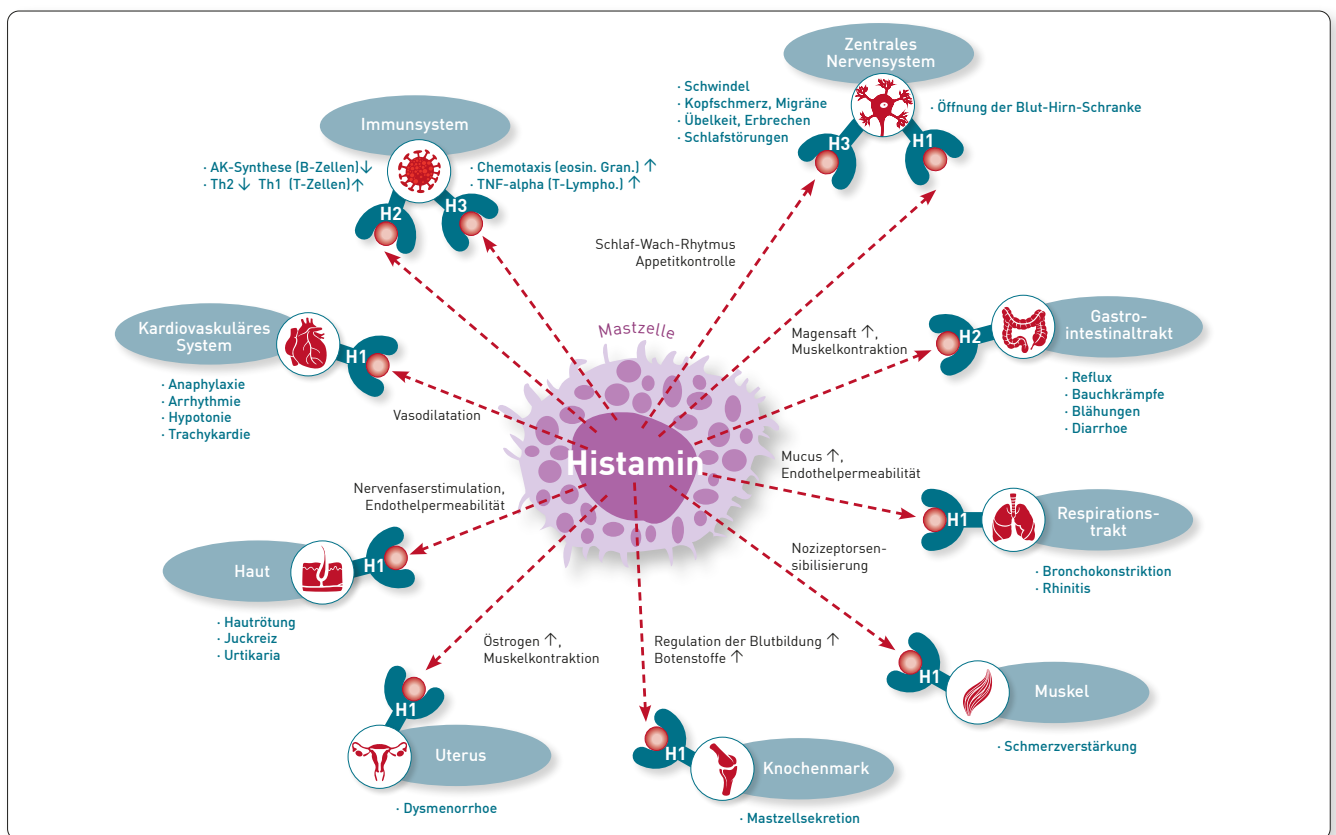 Zentrales
Nervensystem
· Schwindel
· Kopfschmerz, Migräne
· Übelkeit, Erbrechen
· Schlafstörungen
· Öffnung der Blut-Hirn-Schranke
H3
H1
Immunsystem
· AK-Synthese (B-Zellen)↓
· Th2 ↓ Th1 (T-Zellen)↑
· Chemotaxis (eosin. Gran.) ↑
· TNF-alpha (T-Lympho.) ↑
H2
H3
Schlaf-Wach-Rhytmus
Appetitkontrolle
Kardiovaskuläres
System
H1
· Anaphylaxie
· Arrhythmie
· Hypotonie
· Trachykardie
Vasodilatation
Mastzelle
Histamin
Magensaft ↑,
Muskelkontraktion
H2
Gastro-
intestinaltrakt
· Reflux
· Bauchkrämpfe
· Blähungen
· Diarrhoe
Mucus ↑,
Endothelpermeabilität
H1
Respirations-
trakt
· Bronchokonstriktion
· Rhinitis
Nervenfaserstimulation,
Endothelpermeabilität
Haut
H1
· Hautrötung
· Juckreiz
· Urtikaria
Nozizeptorsen-
sibilisierung
H1
Muskel
· Schmerzverstärkung
Östrogen ↑,
Muskelkontraktion
H1
Uterus
· Dysmenorrhoe
Regulation der Blutbildung ↑
Botenstoffe ↑
H1
Knochenmark
· Mastzellsekretion